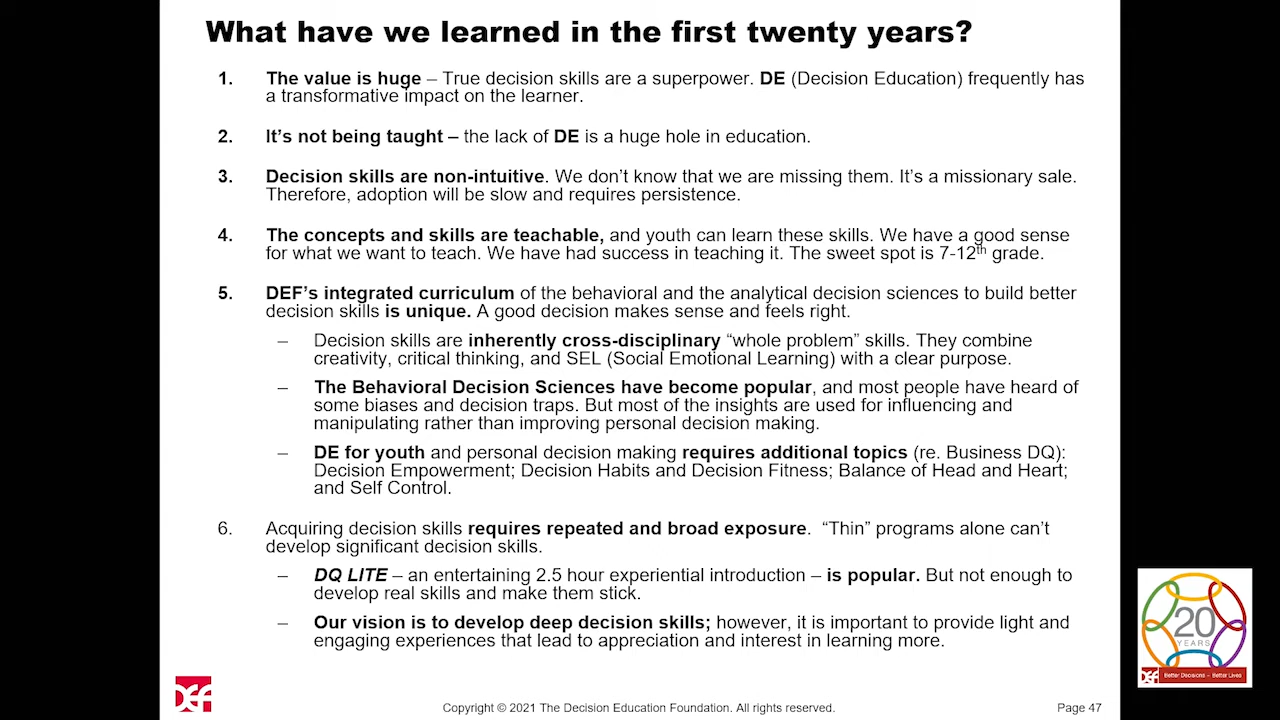 What have we learned in the first twenty years?
1. The value is huge – True decision skills are a superpower. DE (Decision Education) frequently has
a transformative impact on the learner.
2. It’s not being taught – the lack of DE is a huge hole in education.
3. Decision skills are non-intuitive. We don’t know that we are missing them. It’s a missionary sale.
Therefore, adoption will be slow and requires persistence.
4. The concepts and skills are teachable, and youth can learn these skills. We have a good sense
for what we want to teach. We have had success in teaching it. The sweet spot is 7-12th grade.
5. DEF’s integrated curriculum of the behavioral and the analytical decision sciences to build better
decision skills is unique. A good decision makes sense and feels right.
– Decision skills are inherently cross-disciplinary “whole problem” skills. They combine
creativity, critical thinking, and SEL (Social Emotional Learning) with a clear purpose.
– The Behavioral Decision Sciences have become popular, and most people have heard of
some biases and decision traps. But most of the insights are used for influencing and
manipulating rather than improving personal decision making.
– DE for youth and personal decision making requires additional topics (re. Business DQ):
Decision Empowerment; Decision Habits and Decision Fitness; Balance of Head and Heart;
and Self Control.
6. Acquiring decision skills requires repeated and broad exposure. “Thin” programs alone can’t
develop significant decision skills.
– DQ LITE – an entertaining 2.5 hour experiential introduction – is popular. But not enough to
develop real skills and make them stick.
– Our vision is to develop deep decision skills; however, it is important to provide light and
engaging experiences that lead to appreciation and interest in learning more.
20
YEARS
DEF Better Decisions – Better Lives
DEF
Copyright © 2021 The Decision Education Foundation. All rights reserved.
Page 47